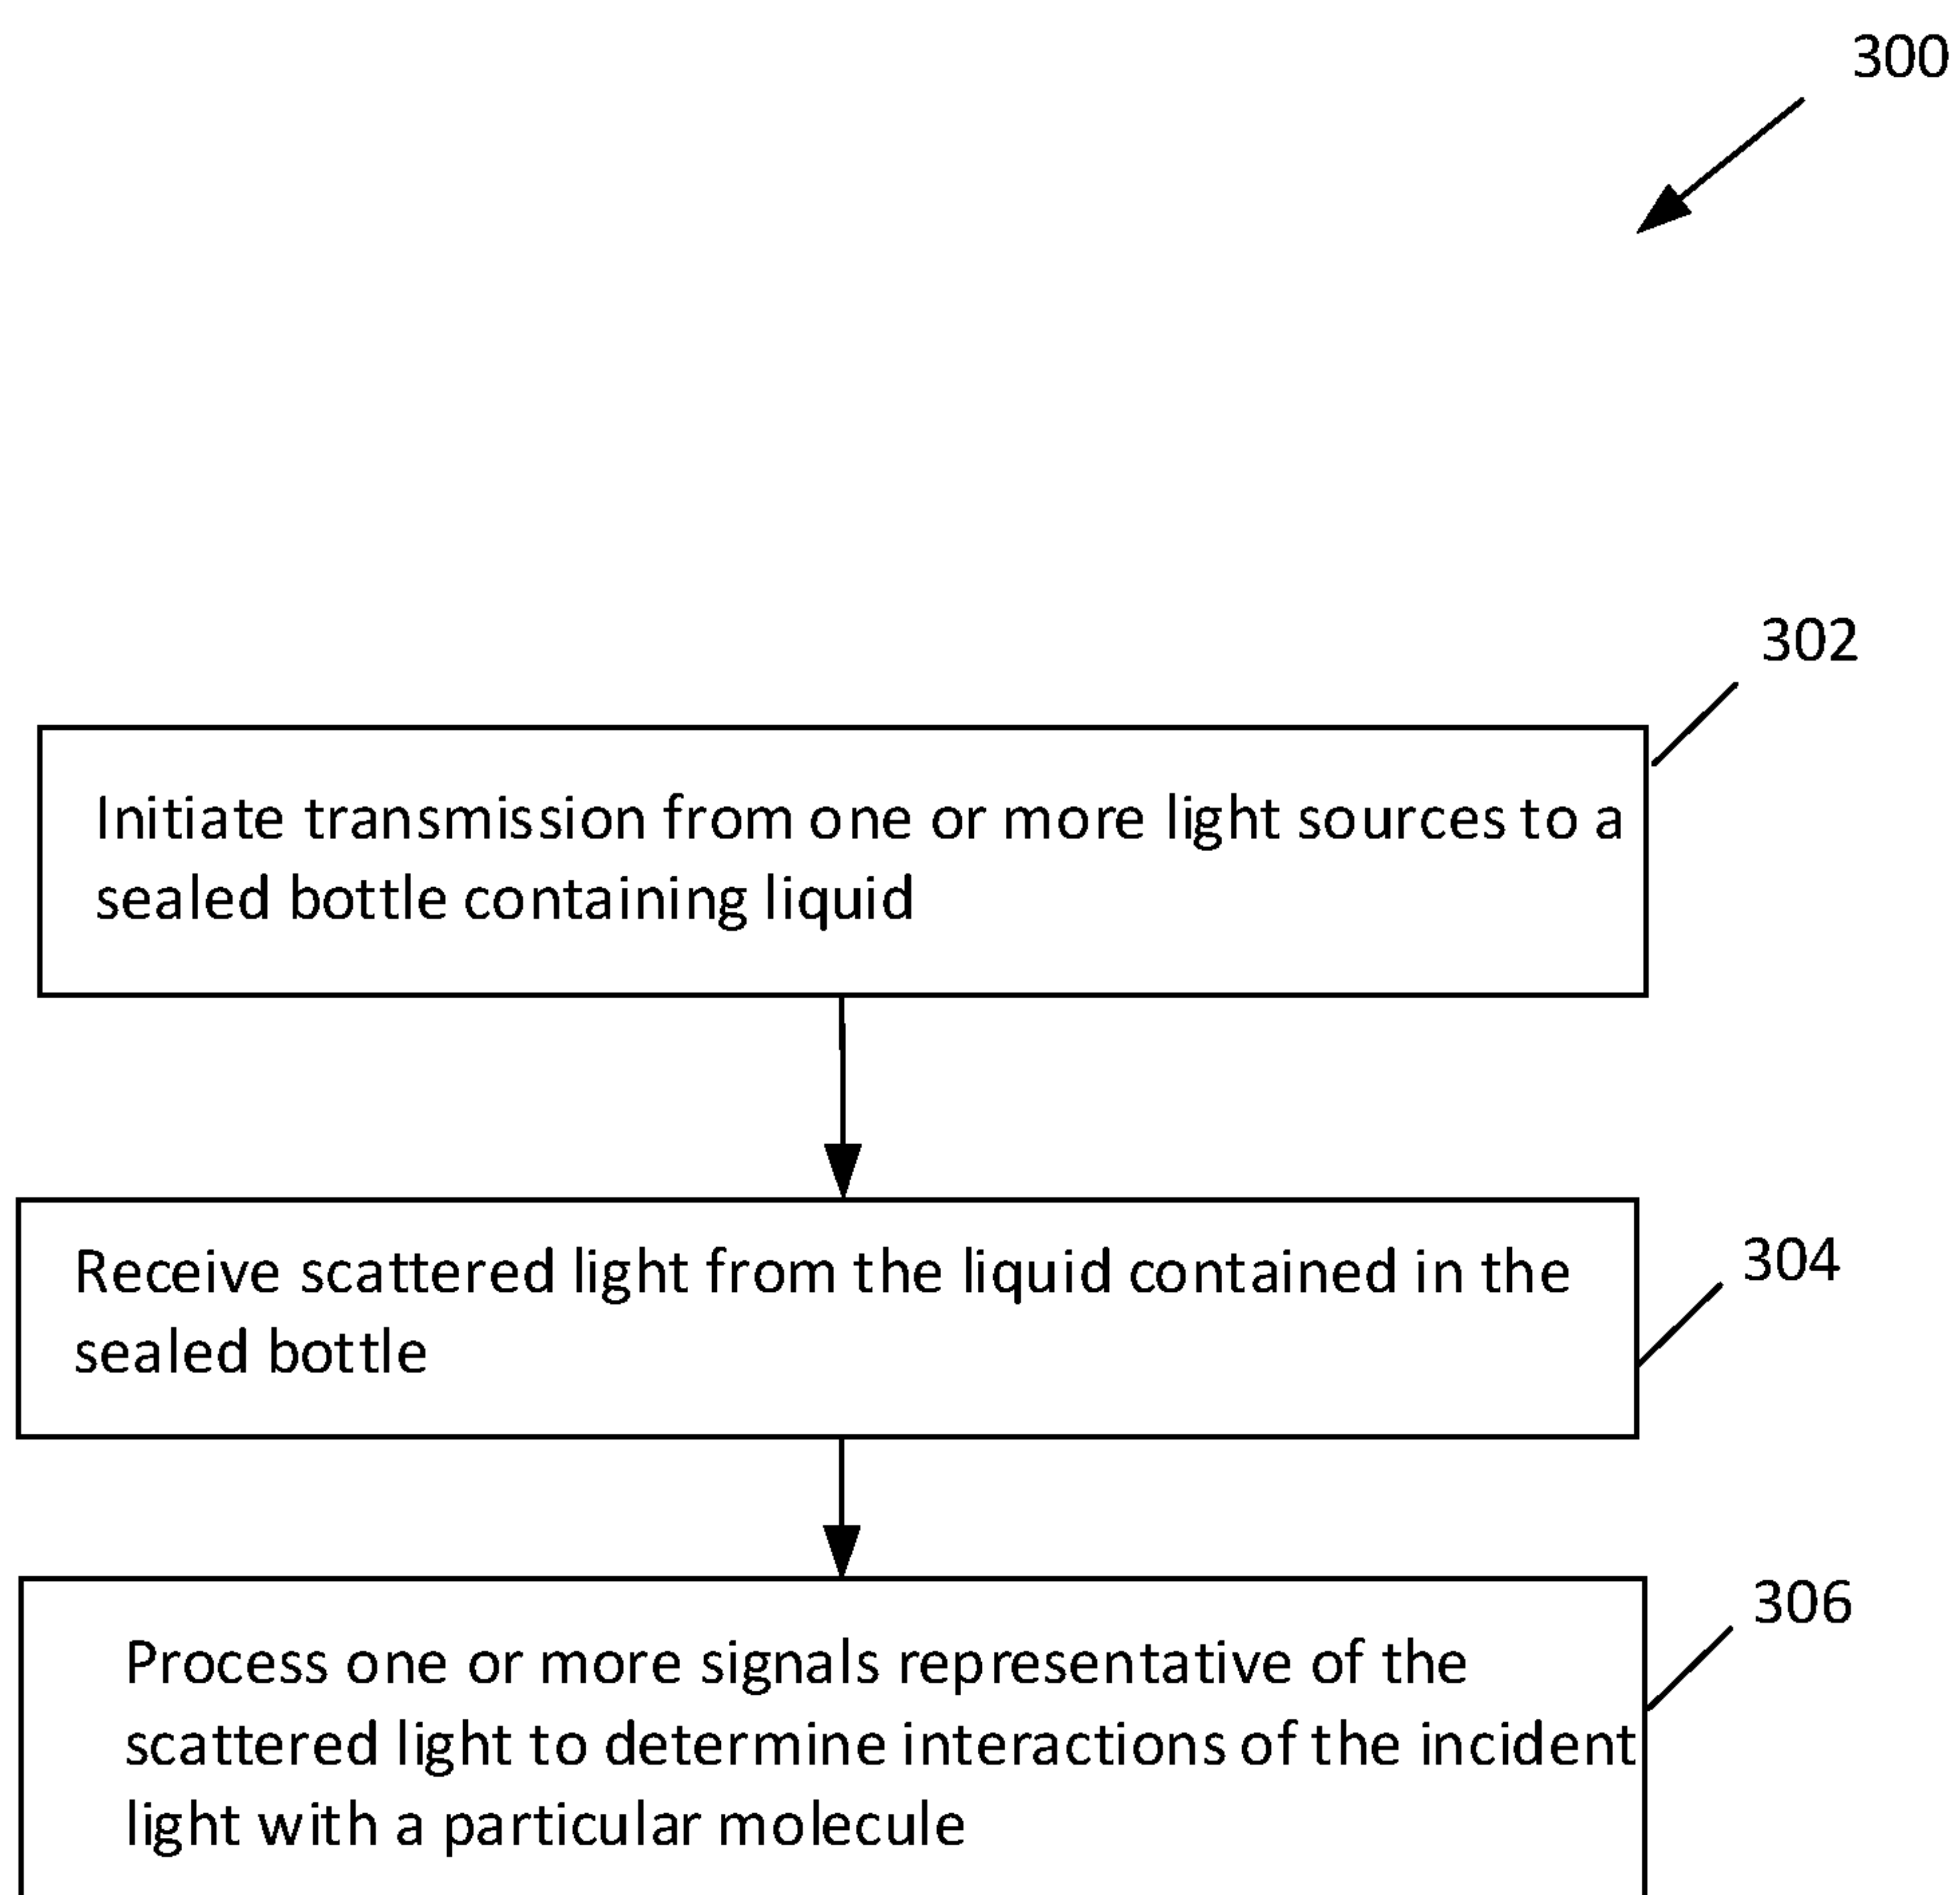 300
302
Initiate transmission from one or more light sources to a
sealed bottle containing liquid
304
Receive scattered light from the liquid contained in the
sealed bottle
306
Process one or more signals representative of the
scattered light to determine interactions of the incident
light with a particular molecule